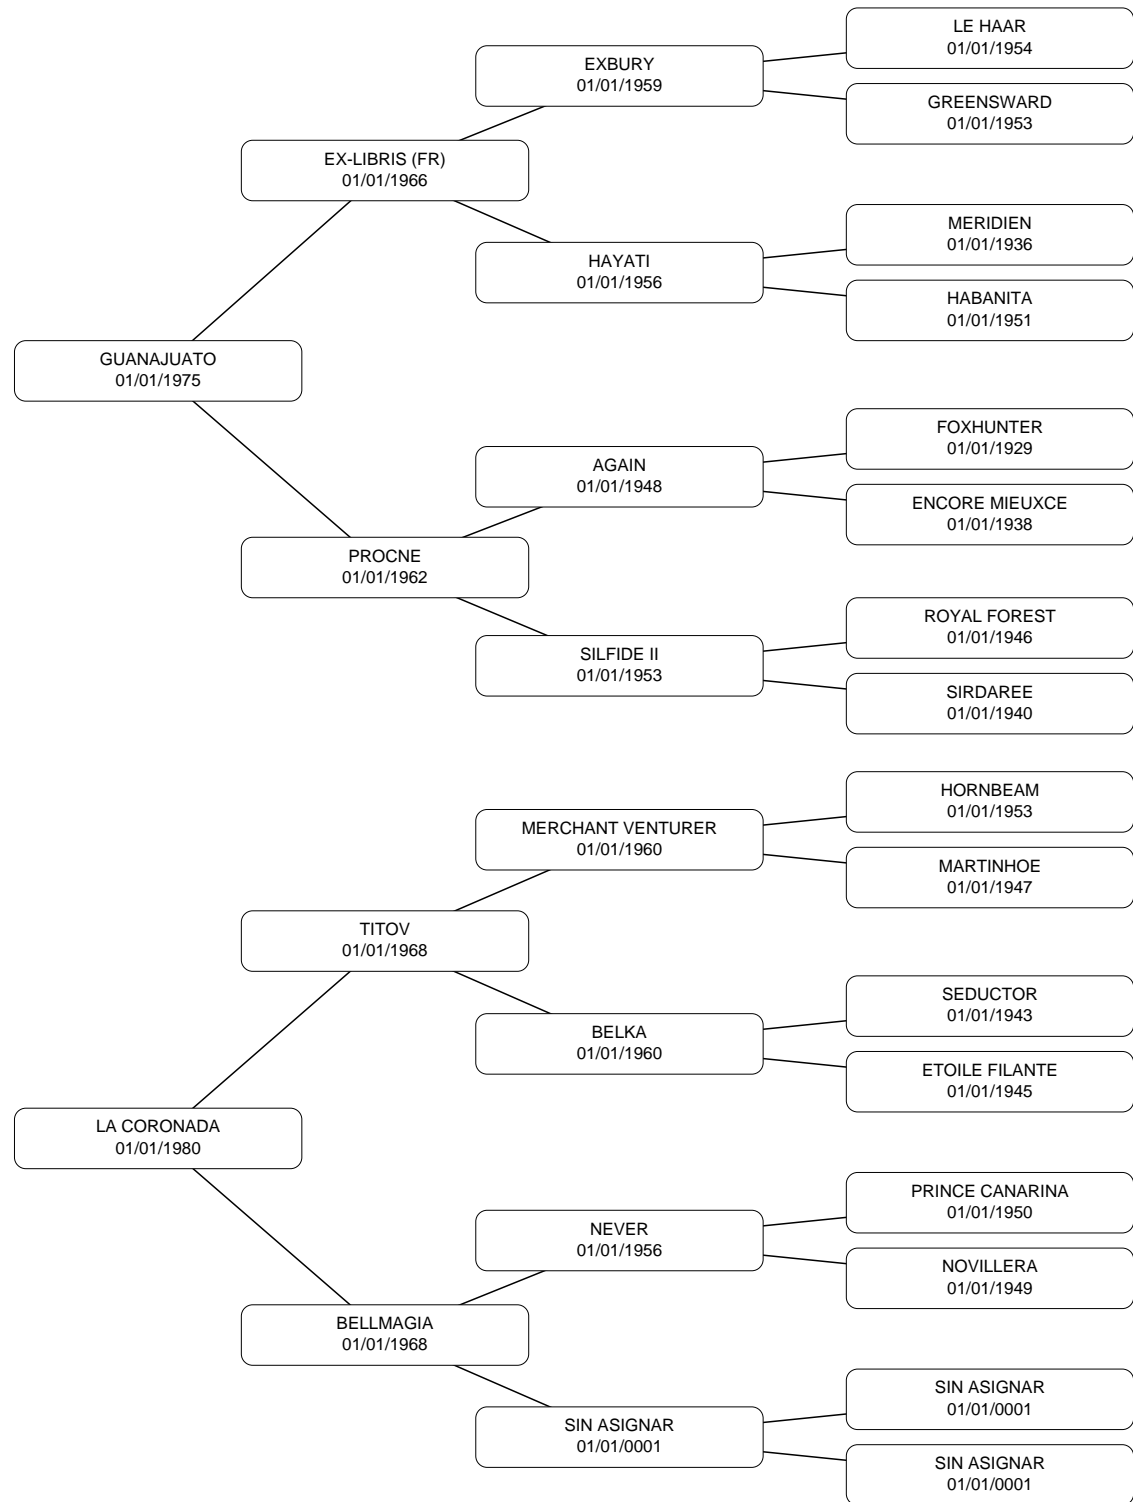 LE HAAR
01/01/1954
EXBURY
01/01/1959
GREENSWARD
01/01/1953
EX-LIBRIS (FR)
01/01/1966
MERIDIEN
01/01/1936
HAYATI
01/01/1956
HABANITA
01/01/1951
GUANAJUATO
01/01/1975
FOXHUNTER
01/01/1929
AGAIN
01/01/1948
ENCORE MIEUXCE
01/01/1938
PROCNE
01/01/1962
ROYAL FOREST
01/01/1946
SILFIDE II
01/01/1953
SIRDAREE
01/01/1940
HORNBEAM
01/01/1953
MERCHANT VENTURER
01/01/1960
MARTINHOE
01/01/1947
TITOV
01/01/1968
SEDUCTOR
01/01/1943
BELKA
01/01/1960
ETOILE FILANTE
01/01/1945
LA CORONADA
01/01/1980
PRINCE CANARINA
01/01/1950
NEVER
01/01/1956
NOVILLERA
01/01/1949
BELLMAGIA
01/01/1968
SIN ASIGNAR
01/01/0001
SIN ASIGNAR
01/01/0001
SIN ASIGNAR
01/01/0001